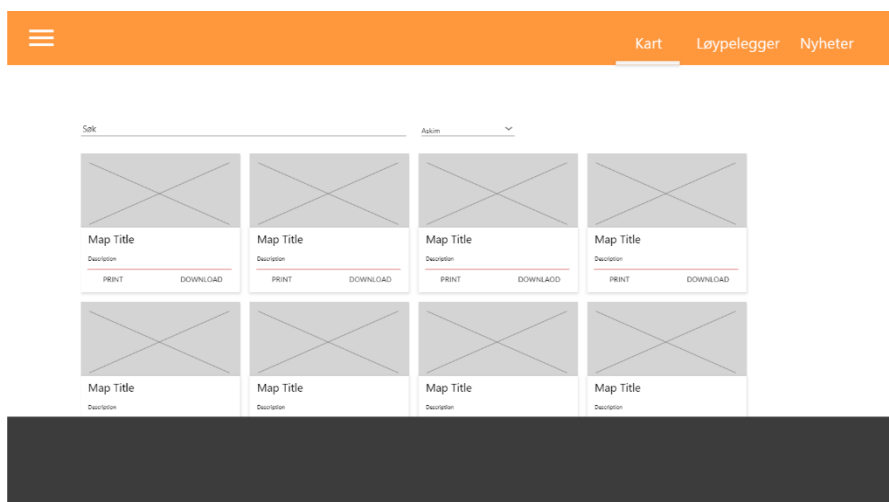 Kart Løypelegger Nyheter
Søk Askim
Map Title Map Title Map Title Map Title
Description Description Description Description
PRINT DOWNLOAD PRINT DOWNLOAD PRINT DOWNLAOD PRINT DOWNLOAD
Map Title Map Title Map Title Map Title
Description Description Description Description